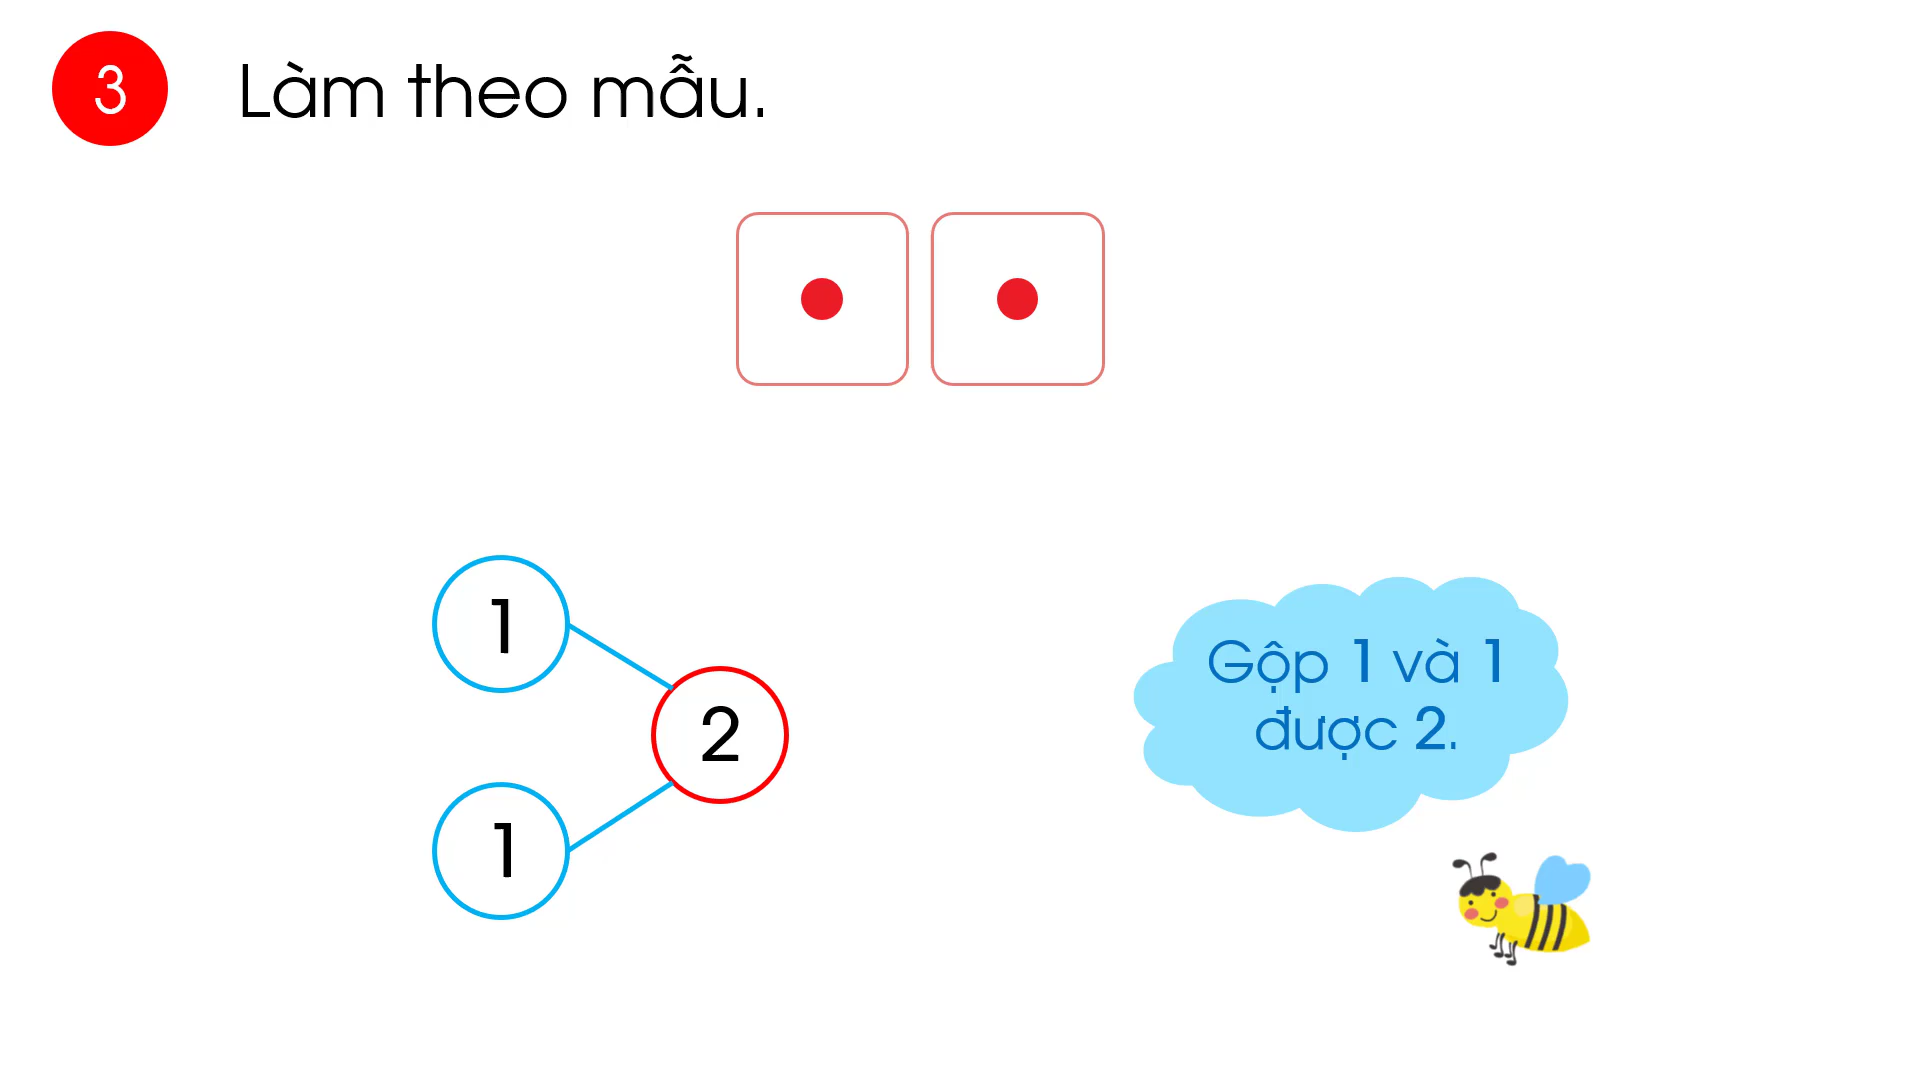 3 Làm theo mẫu.
1
2
1
Gộp 1 và 1
được 2.